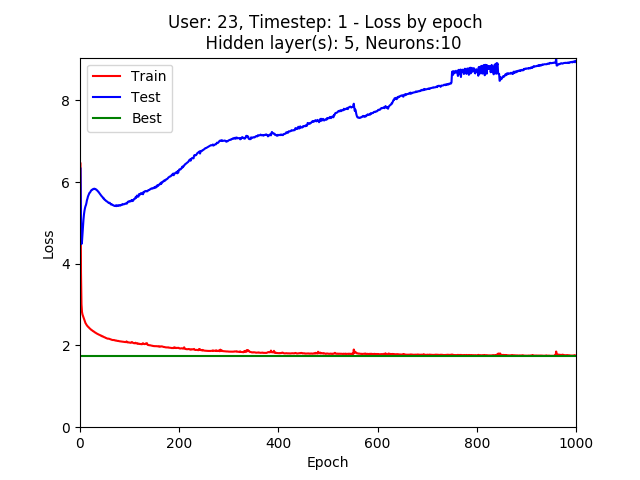 User: 23, Timestep: 1 - Loss by epoch
Hidden layer(s): 5, Neurons:10
Train
Test
Best
Loss
8
6
4
2
0
0 200 400 600 800 1000
Epoch